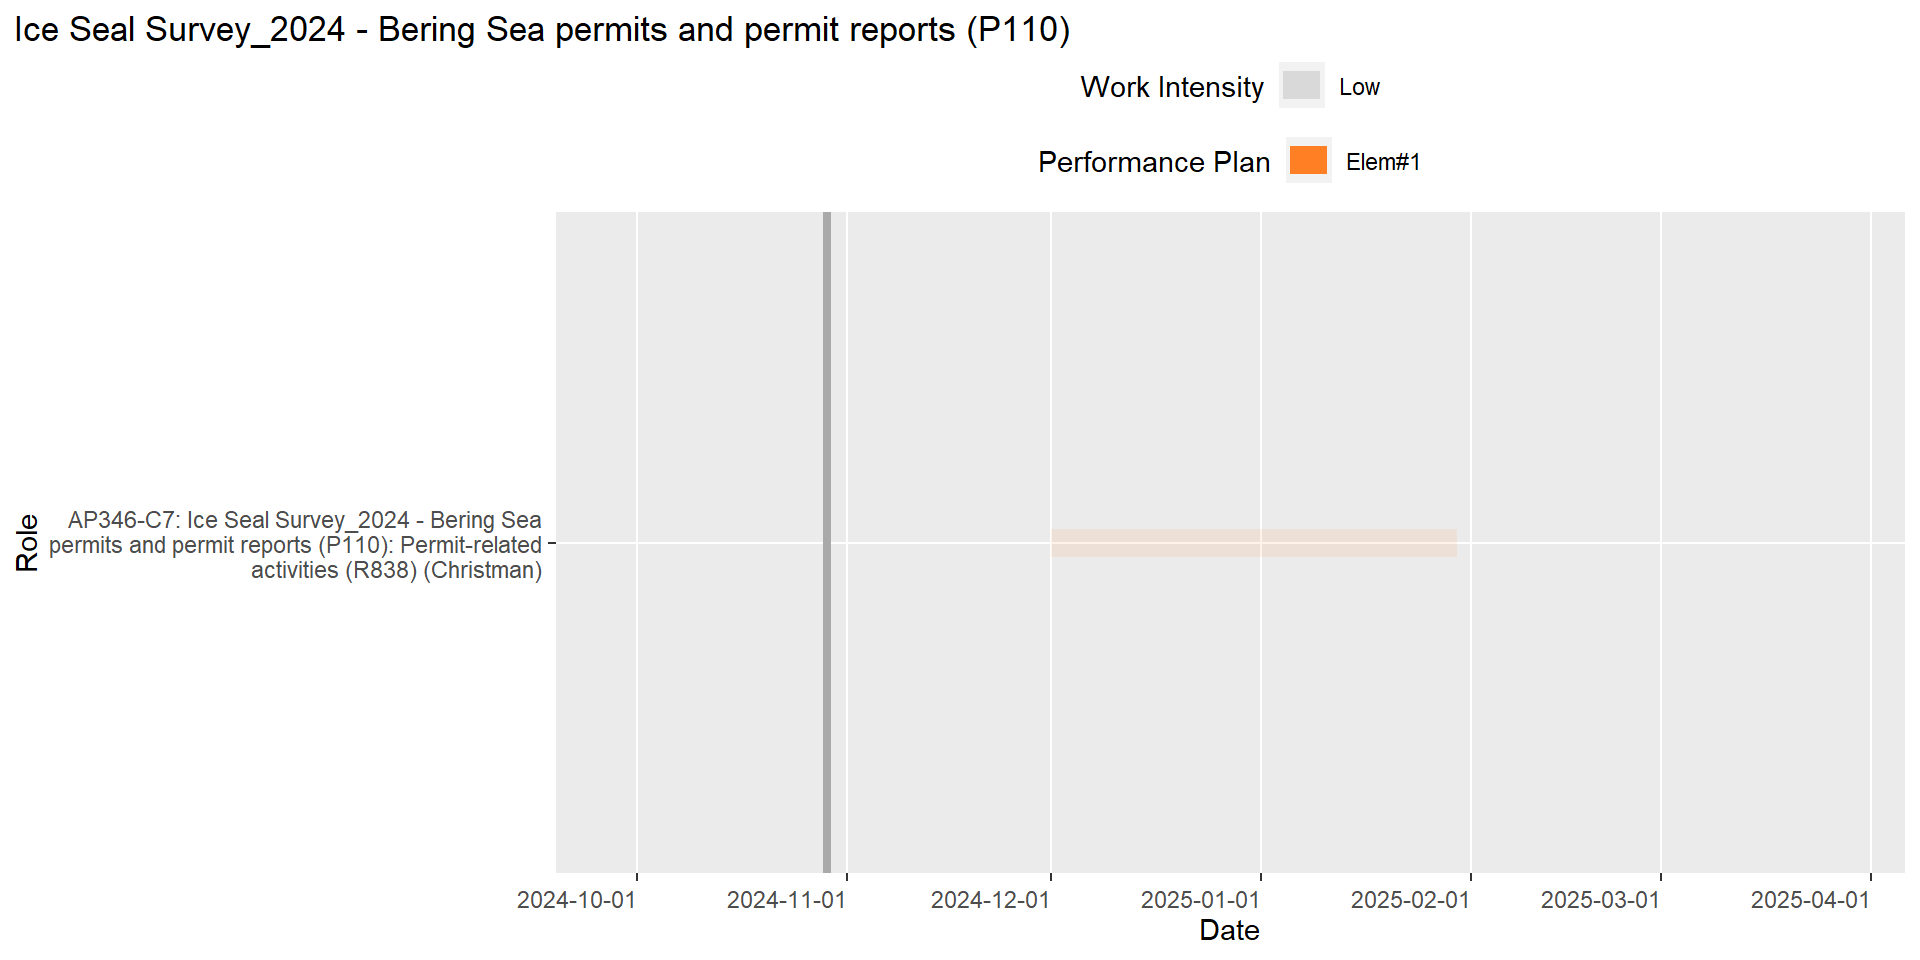 Ice Seal Survey_2024 - Bering Sea permits and permit reports (P110)
Work Intensity Low
Performance Plan Elem#1
Role
AP346-C7: Ice Seal Survey_2024 - Bering Sea
permits and permit reports (P110): Permit-related
activities (R838) (Christman)
2024-10-01 2024-11-01 2024-12-01 2025-01-01 2025-02-01 2025-03-01 2025-04-01
Date